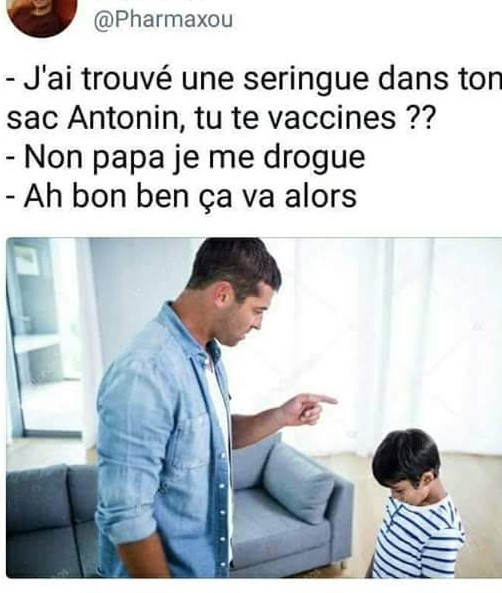 @Pharmaxou
- J'ai trouvé une seringue dans ton
sac Antonin, tu te vaccines ??
- Non papa je me drogue
- Ah bon ben ça va alors